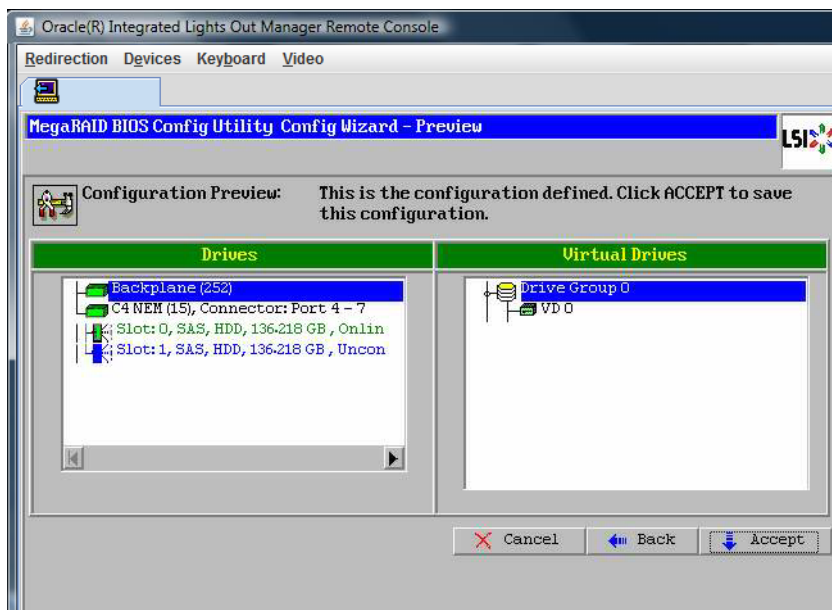 Oracle(R) Integrated Lights Out Manager Remote Console
Redirection Devices Keyboard Video
MegaRAID BIOS Config Utility Config Wizard - Preview
LSI
Configuration Preview: This is the configuration defined. Click ACCEPT to save
this configuration.
Drives
Backplane (252)
C4 NEM (15), Connector: Port 4 - 7
Slot: 0, SAS, HDD, 136.218 GB , Onlin
Slot: 1, SAS, HDD, 136.218 GB , Uncon
Virtual Drives
Drive Group 0
VD 0
Cancel Back Accept